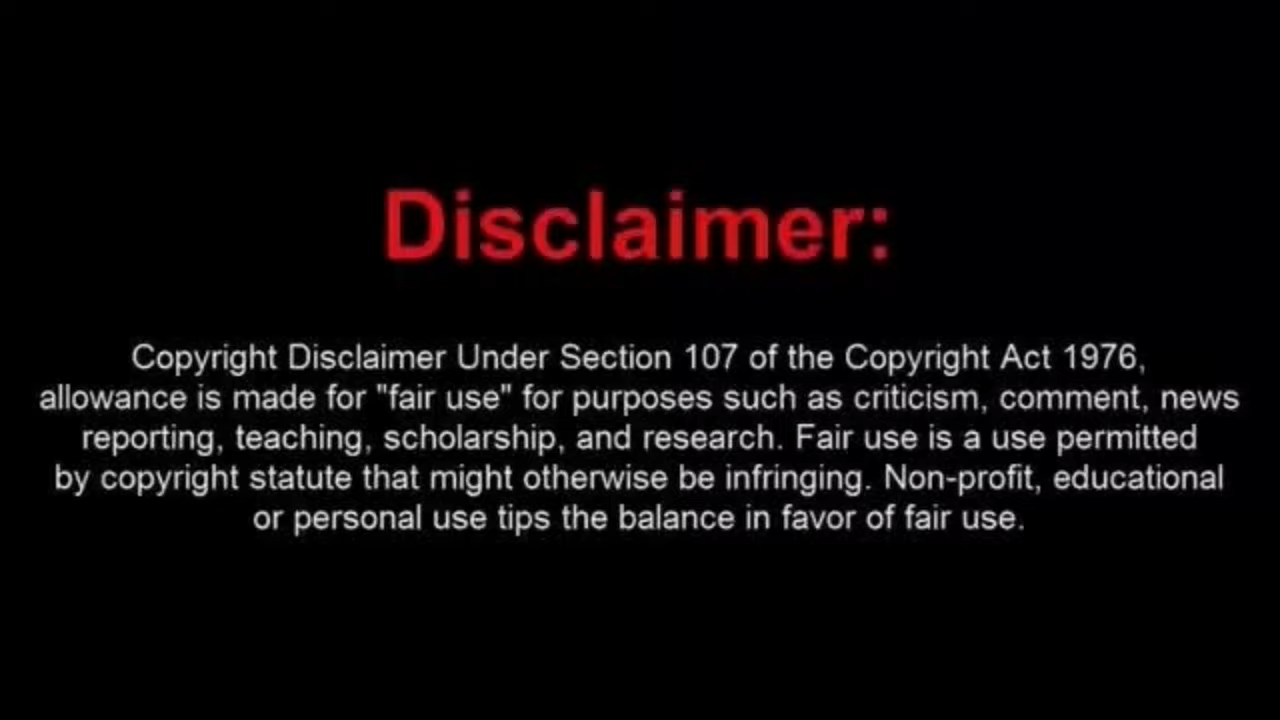 Disclaimer:
Copyright Disclaimer Under Section 107 of the Copyright Act 1976,
allowance is made for "fair use" for purposes such as criticism, comment, news
reporting, teaching, scholarship, and research. Fair use is a use permitted
by copyright statute that might otherwise be infringing. Non-profit, educational
or personal use tips the balance in favor of fair use.